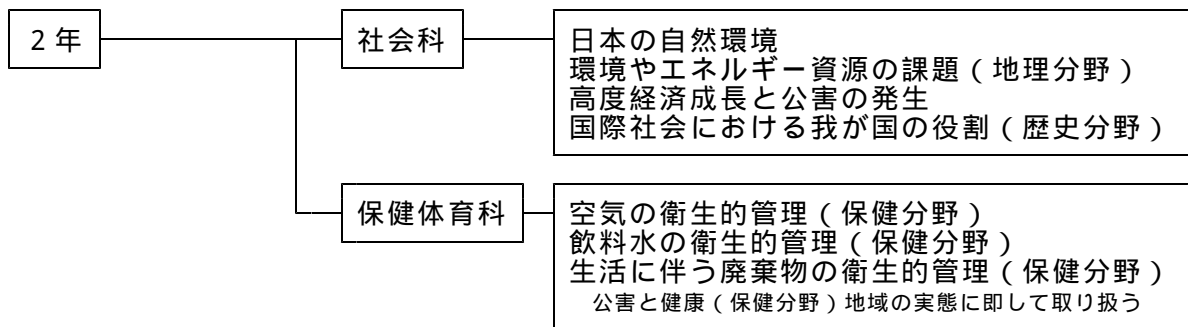 2年
社会科
日本の自然環境
環境やエネルギー資源の課題(地理分野)
高度経済成長と公害の発生
国際社会における我が国の役割(歴史分野)
保健体育科
空気の衛生的管理(保健分野)
飲料水の衛生的管理(保健分野)
生活に伴う廃棄物の衛生的管理(保健分野)
公害と健康(保健分野)地域の実態に即して取り扱う